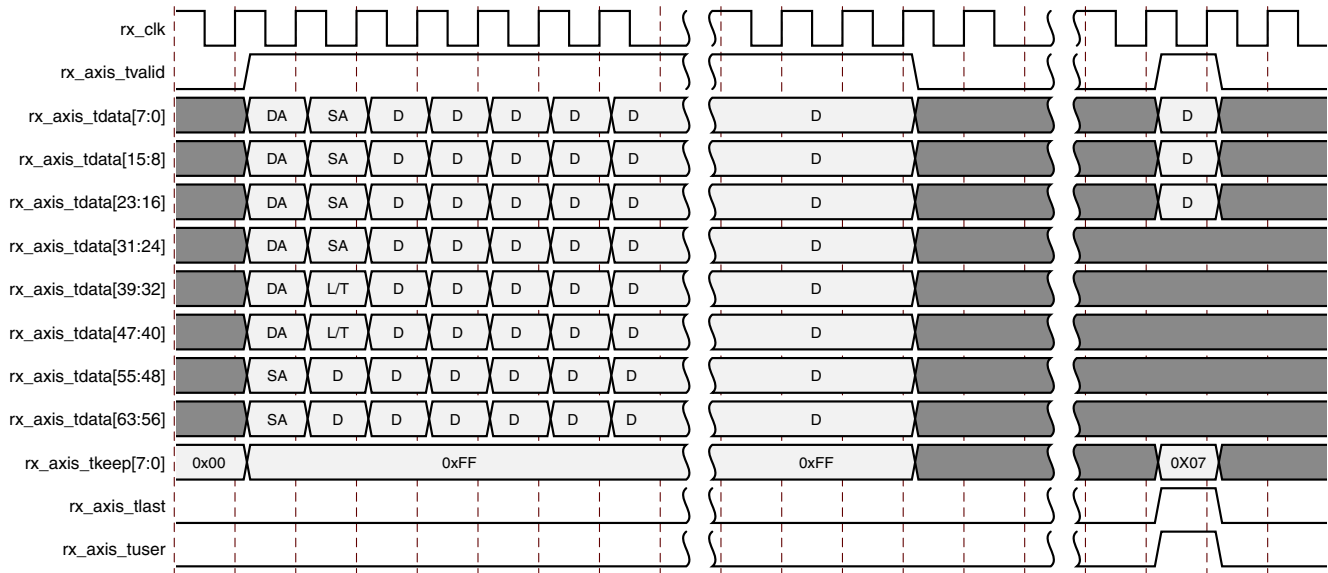 rx_clk
rx_axis_tvalid
rx_axis_tdata[7:0] DA SA D D D D D D D
rx_axis_tdata[15:8] DA SA D D D D D D D
rx_axis_tdata[23:16] DA SA D D D D D D D
rx_axis_tdata[31:24] DA SA D D D D D D
rx_axis_tdata[39:32] DA L/T D D D D D D
rx_axis_tdata[47:40] DA L/T D D D D D D
rx_axis_tdata[55:48] SA D D D D D D D
rx_axis_tdata[63:56] SA D D D D D D D
rx_axis_tkeep[7:0] 0x00 0xFF 0xFF 0X07
rx_axis_tlast
rx_axis_tuser